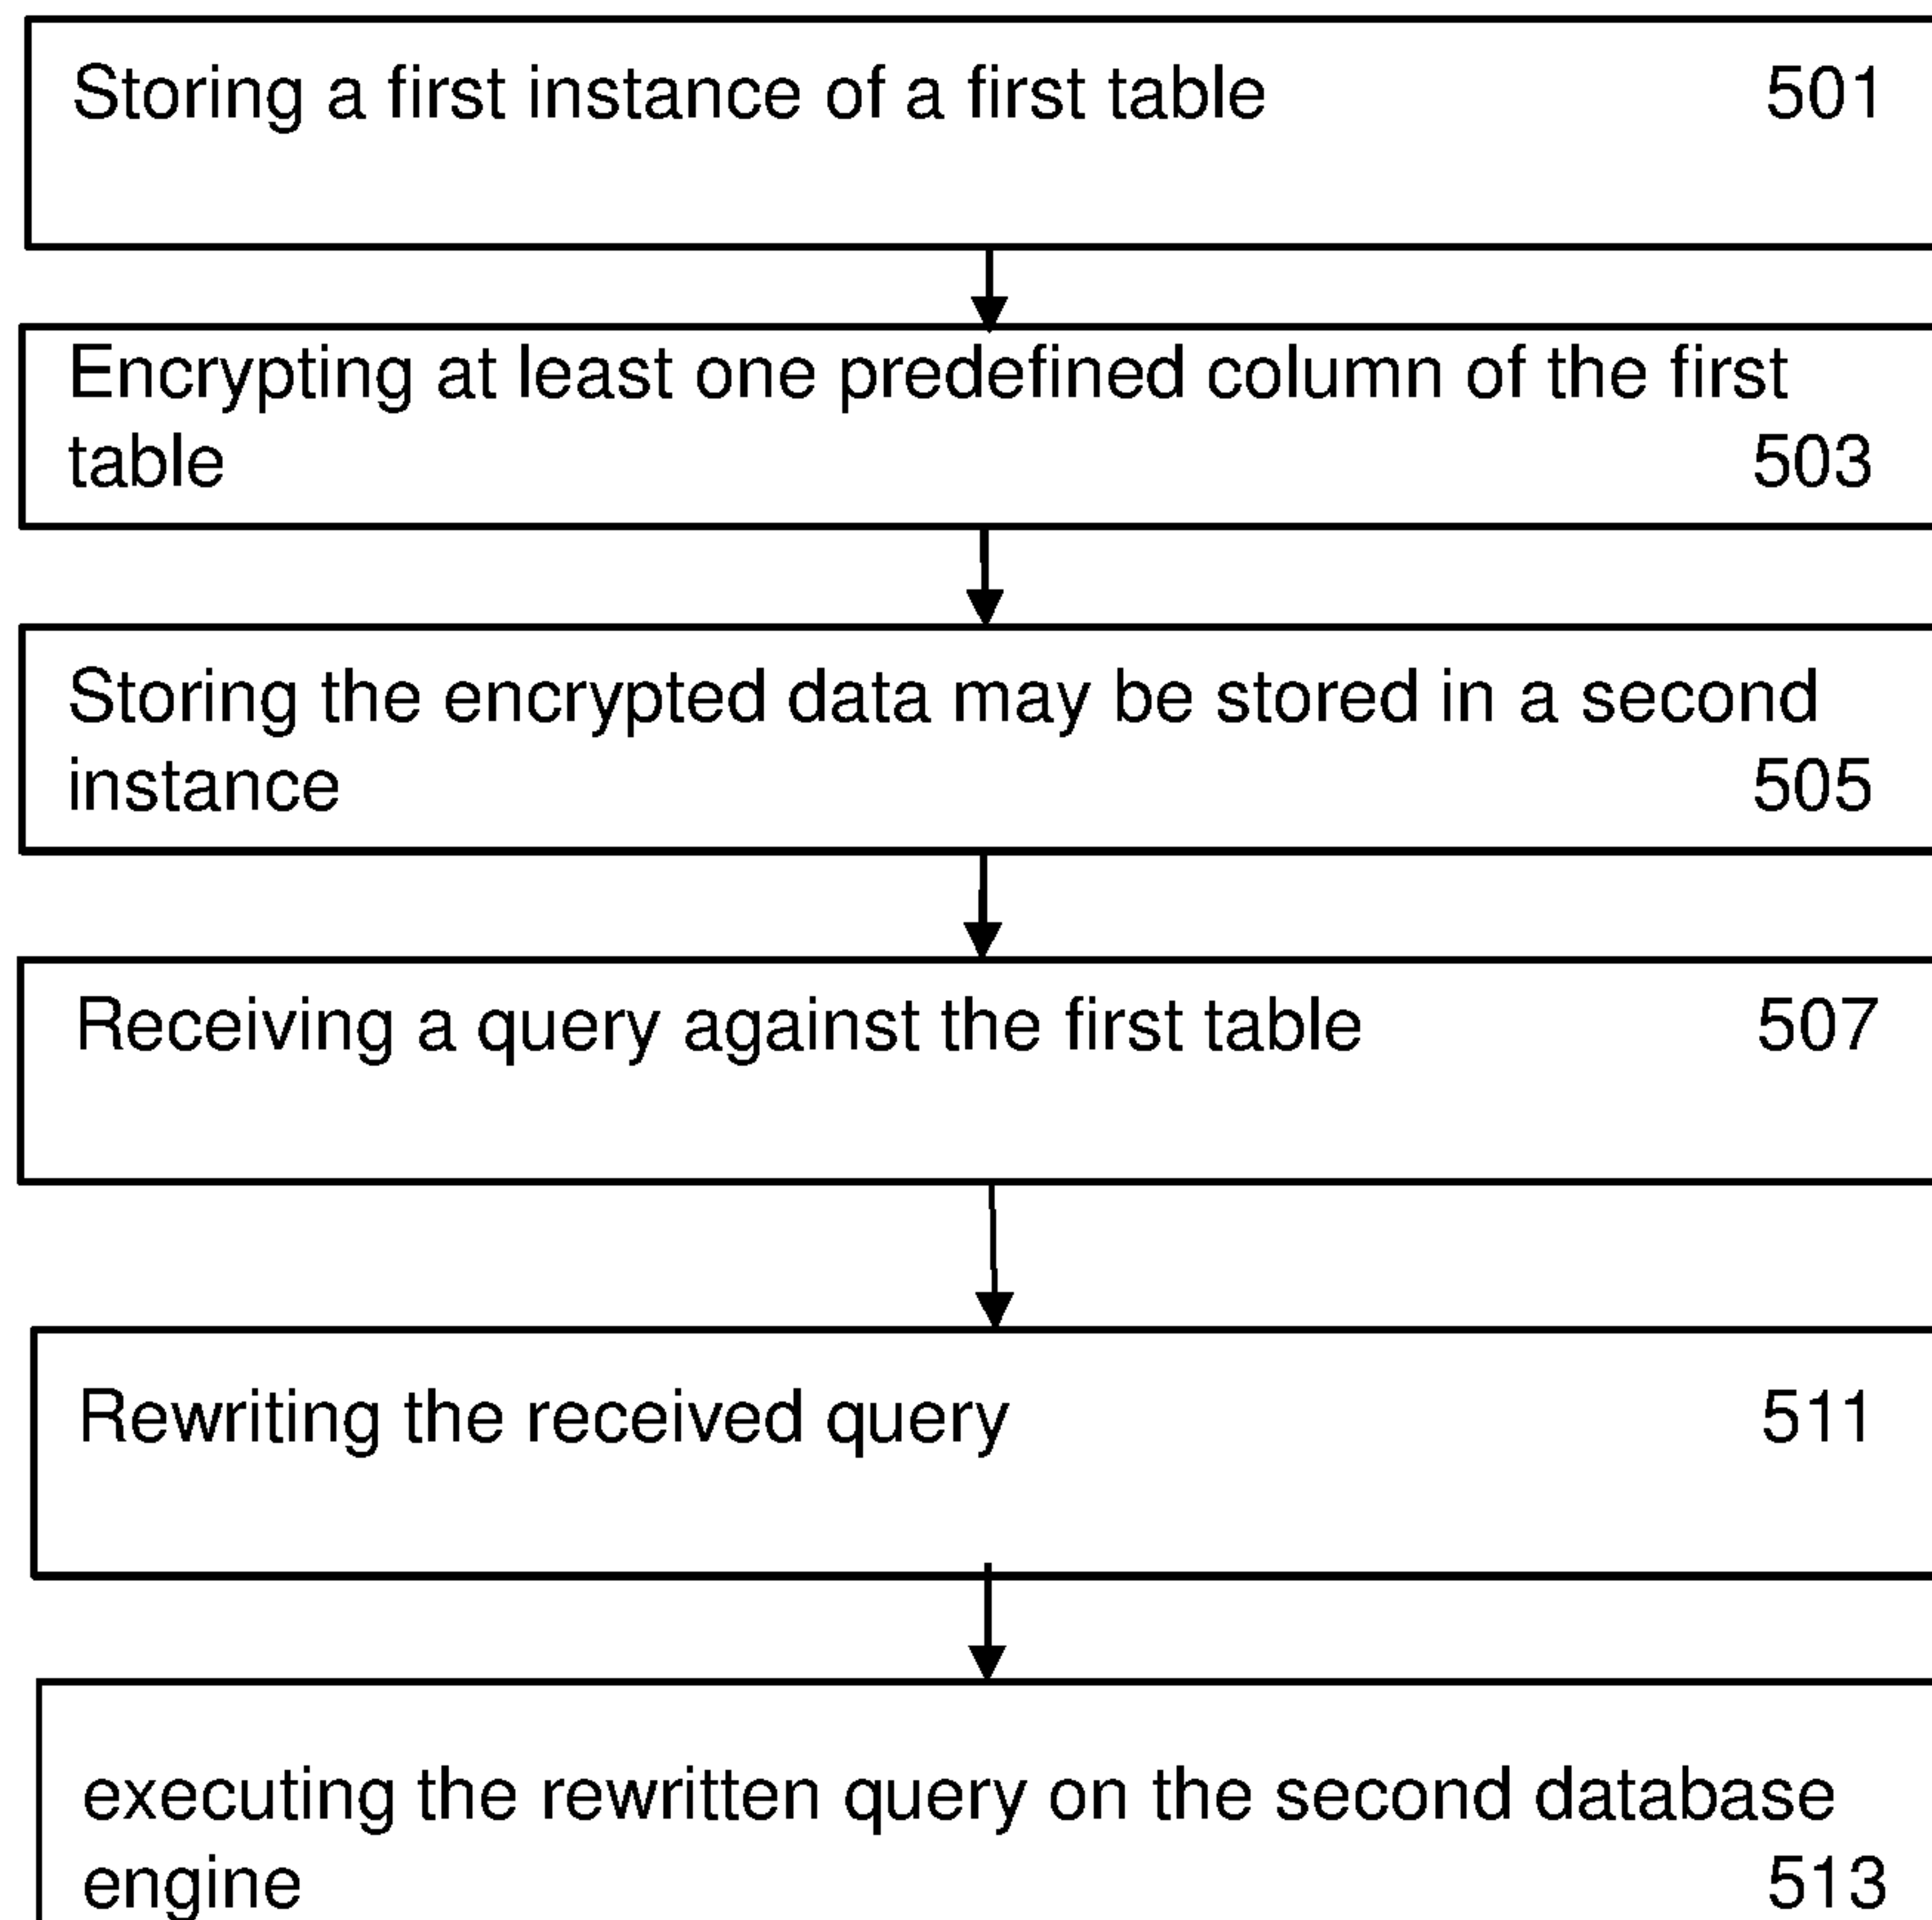 Storing a first instance of a first table 501
Encrypting at least one predefined column of the first
table 503
Storing the encrypted data may be stored in a second
instance 505
Receiving a query against the first table 507
Rewriting the received query 511
executing the rewritten query on the second database
engine 513